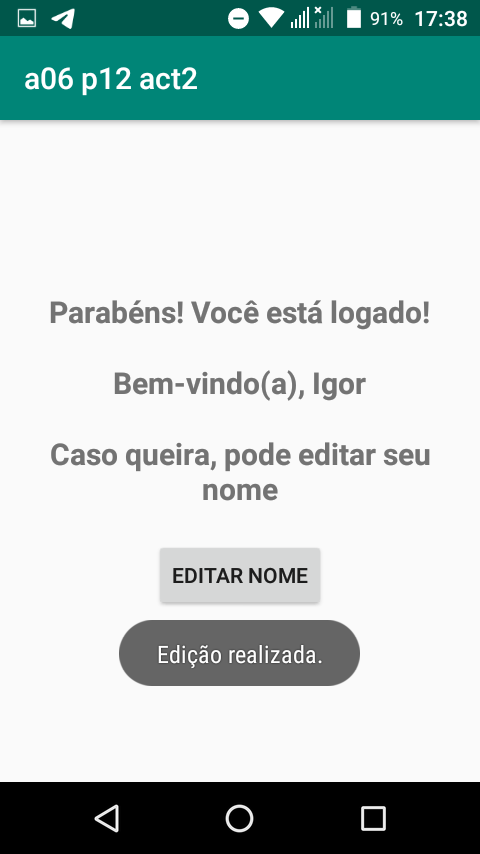 91% 17:38
a06 p12 act2
Parabéns! Você está logado!
Bem-vindo(a), Igor
Caso queira, pode editar seu
nome
EDITAR NOME
Edição realizada.